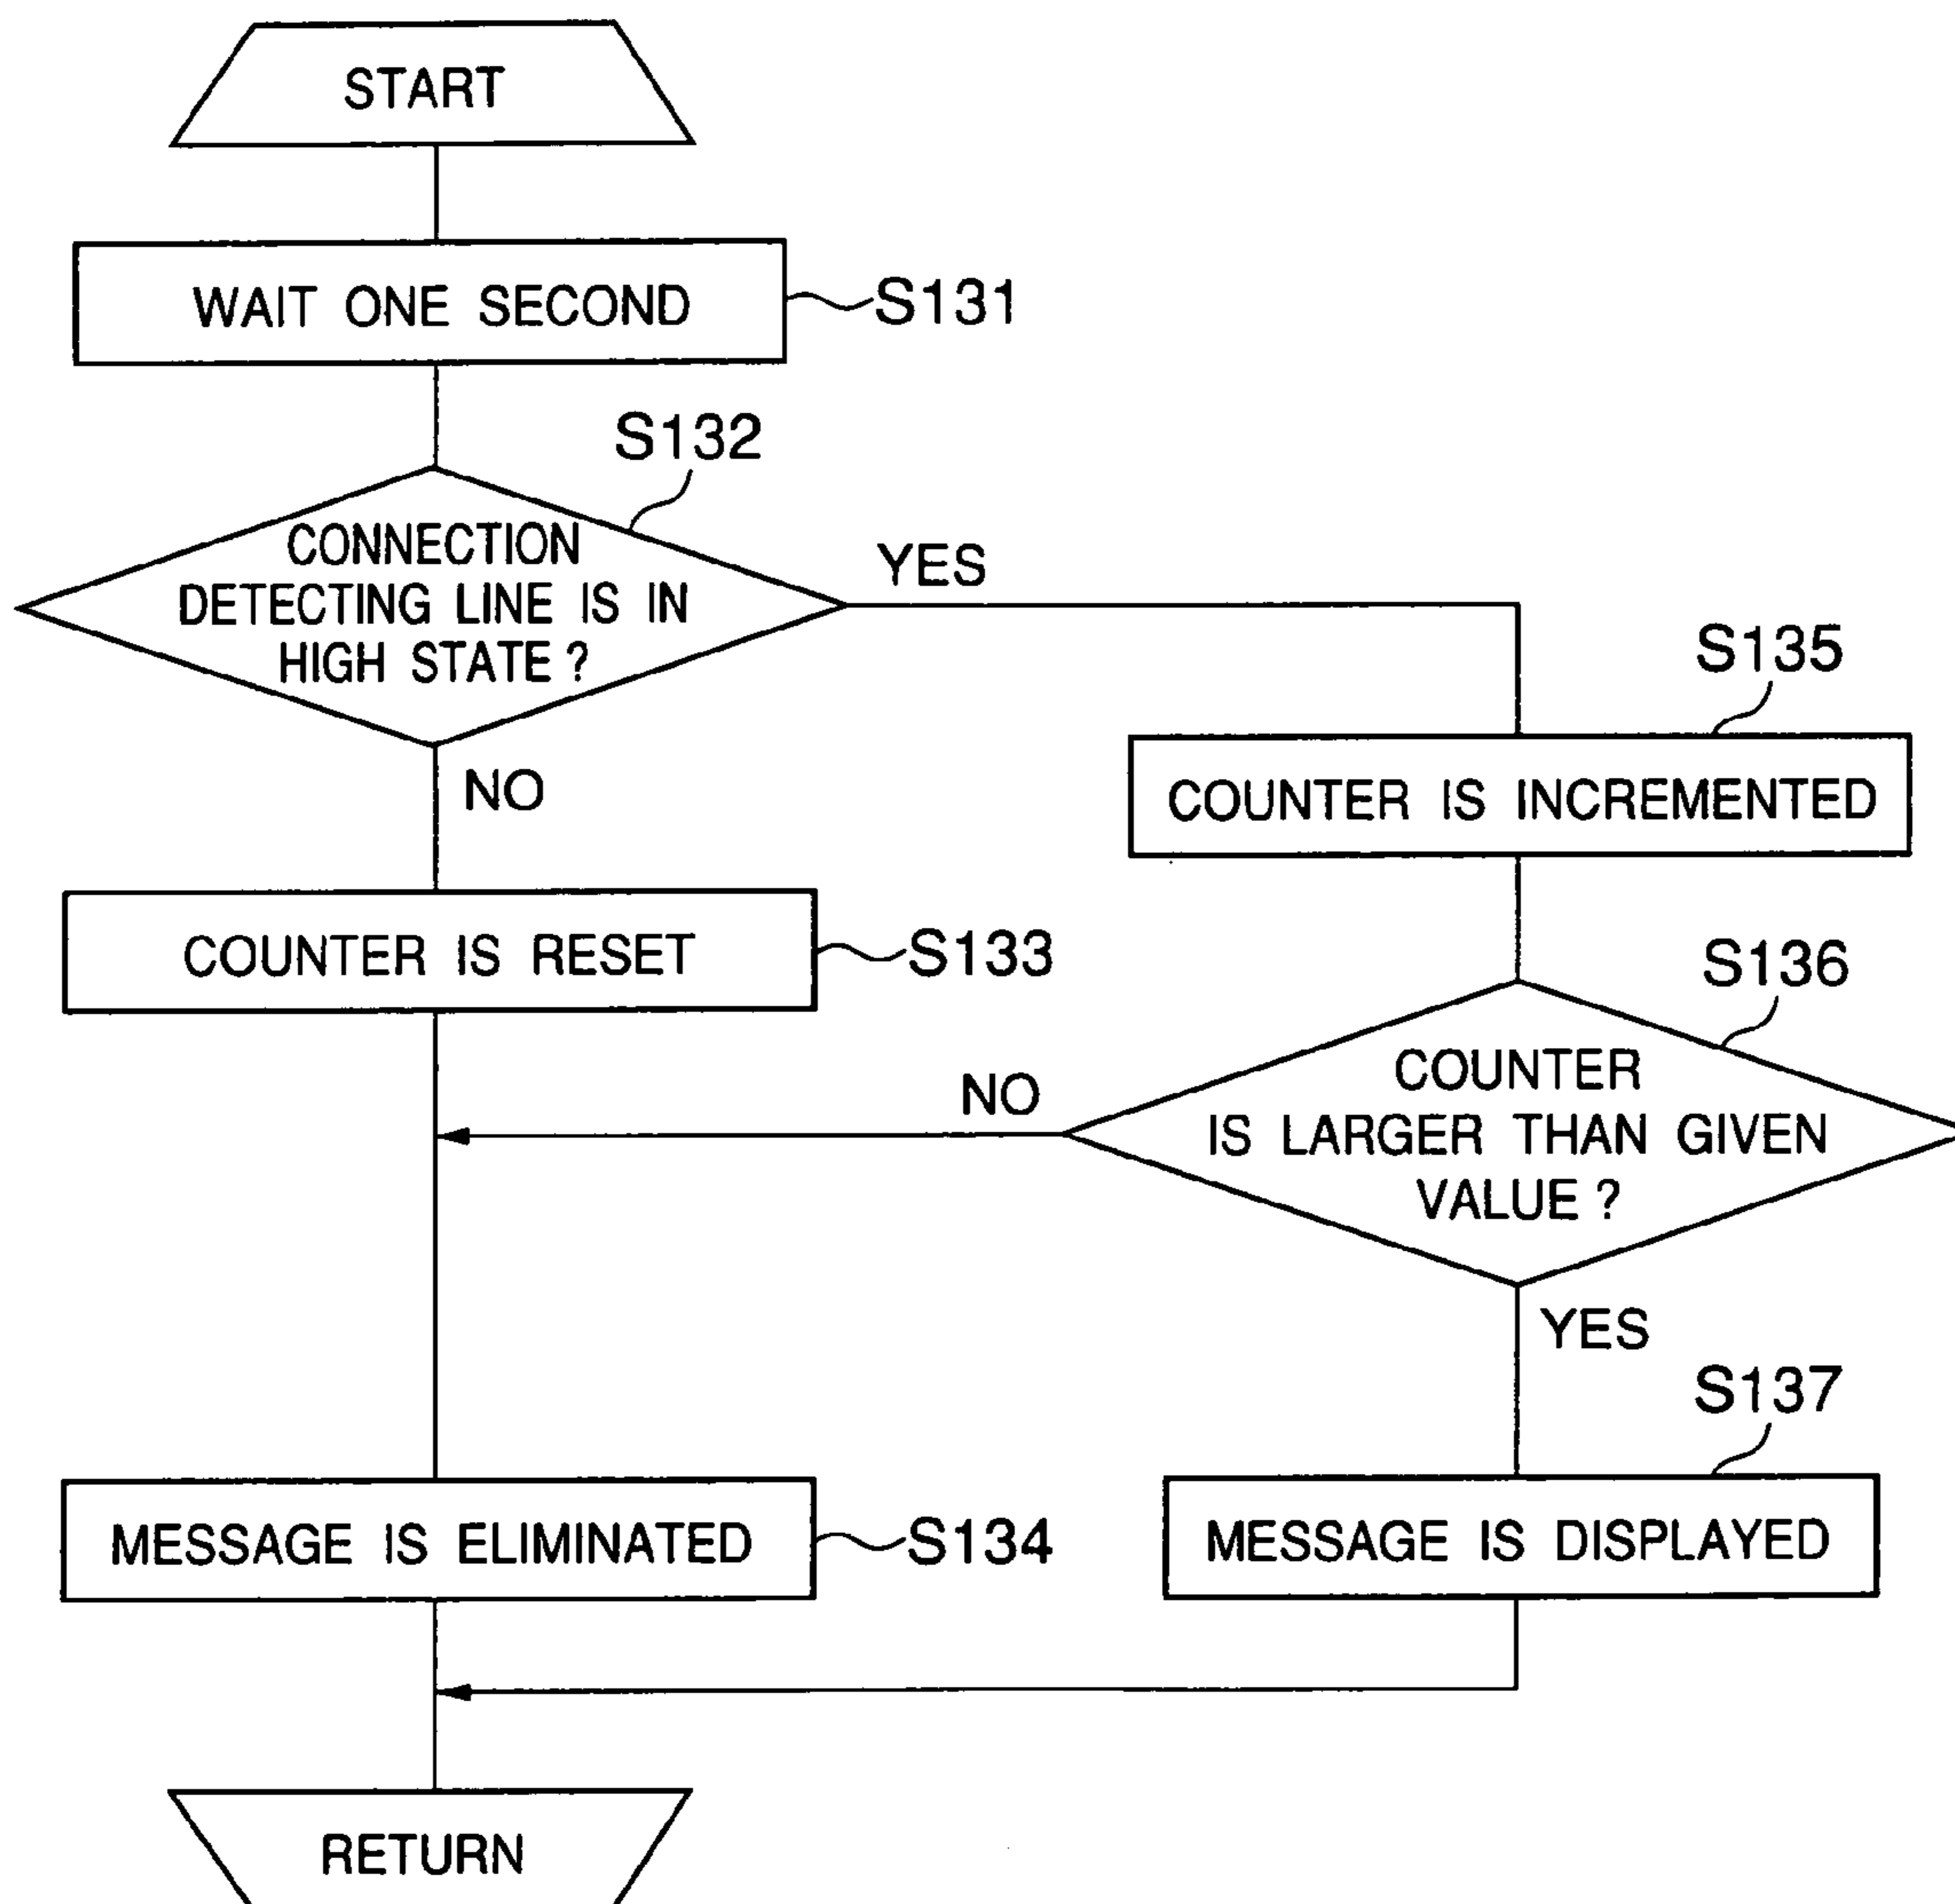 START
WAIT ONE SECOND
S131
S132
CONNECTION
DETECTING LINE IS IN
HIGH STATE ?
YES
NO
S135
COUNTER IS INCREMENTED
COUNTER IS RESET
S133
S136
COUNTER
IS LARGER THAN GIVEN
VALUE ?
NO
YES
S137
MESSAGE IS ELIMINATED
S134
MESSAGE IS DISPLAYED
RETURN